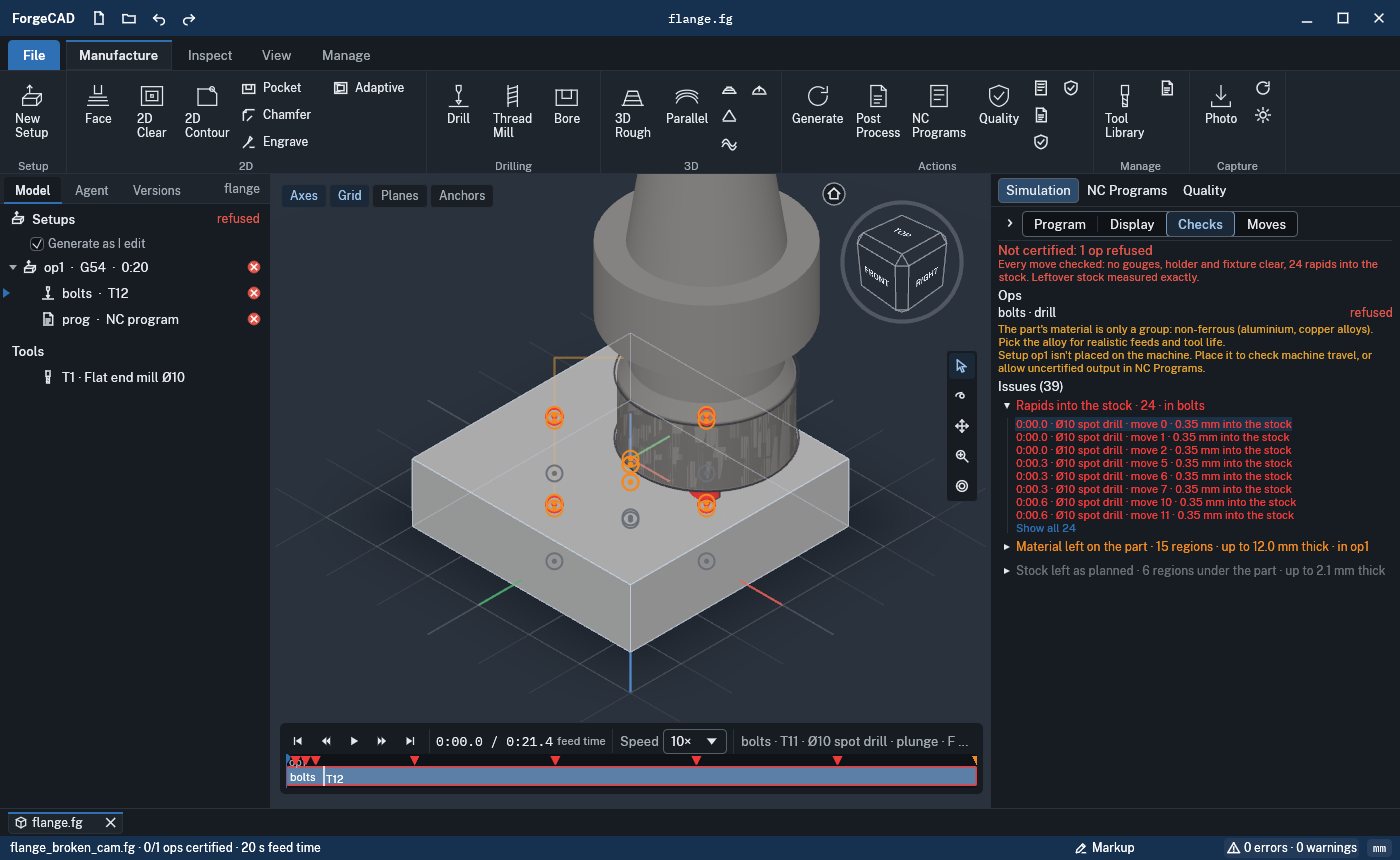 ForgeCAD
flange.fg
File
Manufacture
Inspect
View
Manage
New Setup
Face
2D Clear
2D Contour
Pocket
Chamfer
Engrave
Adaptive
Drill
Thread Mill
Bore
3D Rough
Parallel
Generate
Post Process
NC Programs
Quality
Tool Library
Photo
Setup
2D
Drilling
3D
Actions
Manage
Capture
Model
Agent
Versions
flange
Setups
refused
Generate as I edit
op1 · G54 · 0:20
bolts · T12
prog · NC program
Tools
T1 · Flat end mill Ø10
Axes
Grid
Planes
Anchors
TOP
FRONT
RIGHT
0:00.0 / 0:21.4 feed time
Speed
10×
bolts · T11 · Ø10 spot drill · plunge · F ...
op1
bolts
T12
Simulation
NC Programs
Quality
Program
Display
Checks
Moves
Not certified: 1 op refused
Every move checked: no gouges, holder and fixture clear, 24 rapids into the
stock. Leftover stock measured exactly.
Ops
bolts · drill
refused
The part's material is only a group: non-ferrous (aluminium, copper alloys).
Pick the alloy for realistic feeds and tool life.
Setup op1 isn't placed on the machine. Place it to check machine travel, or
allow uncertified output in NC Programs.
Issues (39)
Rapids into the stock · 24 · in bolts
0:00.0 · Ø10 spot drill · move 0 · 0.35 mm into the stock
0:00.0 · Ø10 spot drill · move 1 · 0.35 mm into the stock
0:00.0 · Ø10 spot drill · move 2 · 0.35 mm into the stock
0:00.3 · Ø10 spot drill · move 5 · 0.35 mm into the stock
0:00.3 · Ø10 spot drill · move 6 · 0.35 mm into the stock
0:00.3 · Ø10 spot drill · move 7 · 0.35 mm into the stock
0:00.6 · Ø10 spot drill · move 10 · 0.35 mm into the stock
0:00.6 · Ø10 spot drill · move 11 · 0.35 mm into the stock
Show all 24
Material left on the part · 15 regions · up to 12.0 mm thick · in op1
Stock left as planned · 6 regions under the part · up to 2.1 mm thick
flange.fg
flange_broken_cam.fg · 0/1 ops certified · 20 s feed time
Markup
0 errors · 0 warnings
mm